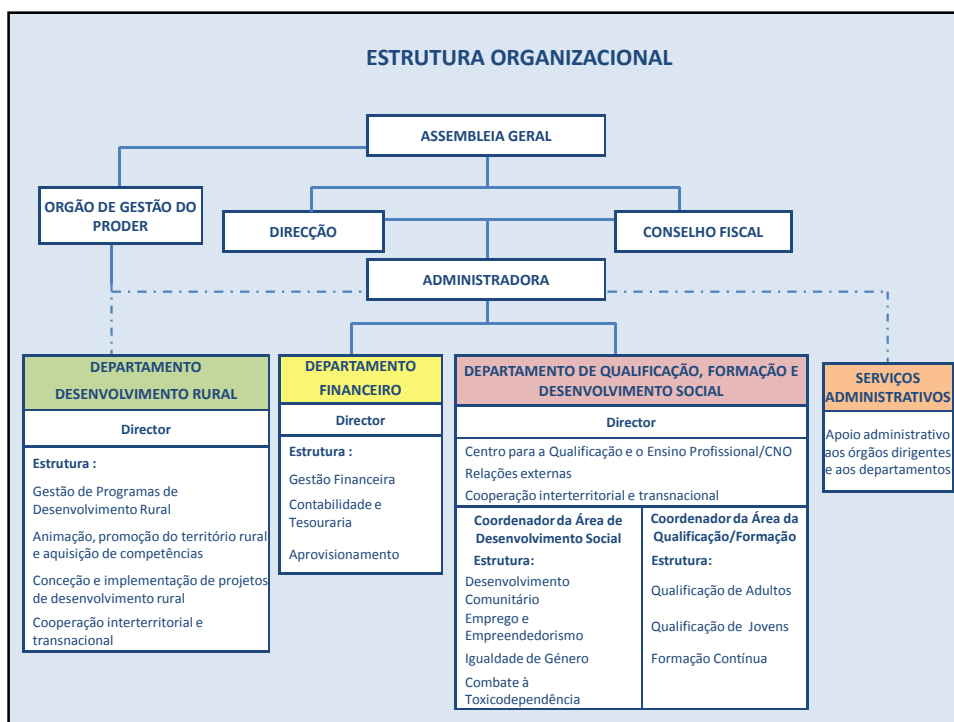 ESTRUTURA ORGANIZACIONAL
ASSEMBLEIA GERAL
ORGÃO DE GESTÃO DO
PRODER
DIRECÇÃO
CONSELHO FISCAL
ADMINISTRADORA
DEPARTAMENTO
DESENVOLVIMENTO RURAL
Director
Estrutura :
Gestão de Programas de
Desenvolvimento Rural
Animação, promoção do território rural
e aquisição de competências
Conceção e implementação de projetos
de desenvolvimento rural
Cooperação interterritorial e
transnacional
DEPARTAMENTO
FINANCEIRO
Director
Estrutura :
Gestão Financeira
Contabilidade e
Tesouraria
Aprovisionamento
DEPARTAMENTO DE QUALIFICAÇÃO, FORMAÇÃO E
DESENVOLVIMENTO SOCIAL
Director
Centro para a Qualificação e o Ensino Profissional/CNO
Relações externas
Cooperação interterritorial e transnacional
Coordenador da Área de
Desenvolvimento Social
Estrutura:
Desenvolvimento
Comunitário
Emprego e
Empreendedorismo
Igualdade de Género
Combate à
Toxicodependência
Coordenador da Área da
Qualificação/Formação
Estrutura:
Qualificação de Adultos
Qualificação de Jovens
Formação Contínua
SERVIÇOS
ADMINISTRATIVOS
Apoio administrativo
aos órgãos dirigentes
e aos departamentos